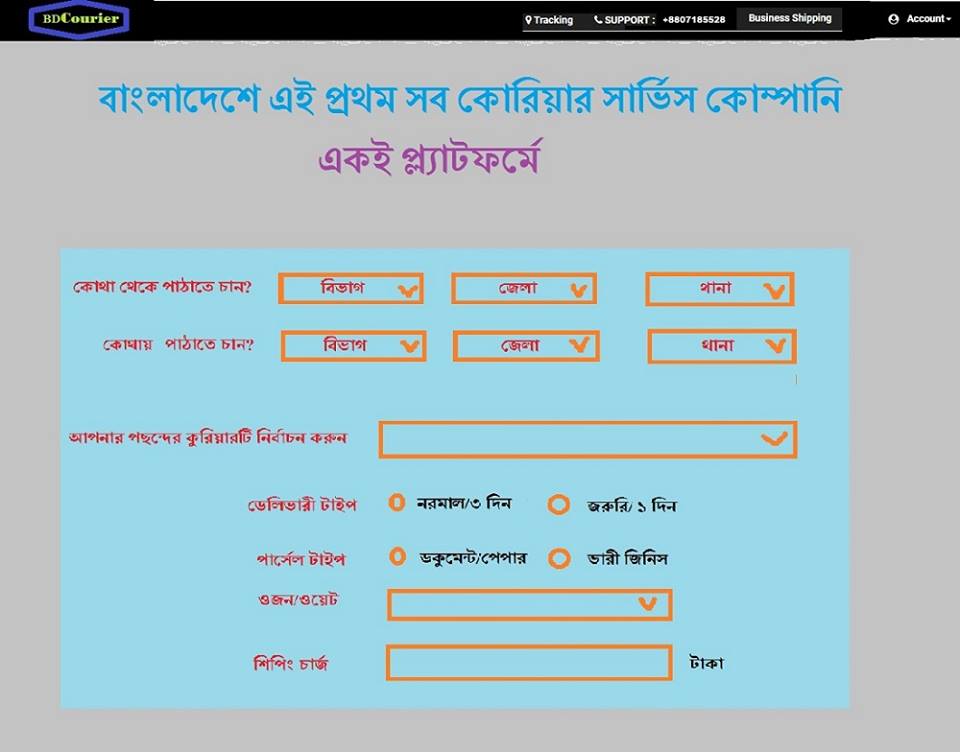 BDCourier
Tracking SUPPORT : +8807185528 Business Shipping Account
বাংলাদেশে এই প্রথম সব কোরিয়ার সার্ভিস কোম্পানি
একই প্ল্যাটফর্মে
কোথা থেকে পাঠাতে চান? বিভাগ জেলা থানা
কোথায় পাঠাতে চান? বিভাগ জেলা থানা
আপনার পছন্দের কুরিয়ারটি নির্বাচন করুন
ডেলিভারী টাইপ নরমাল/৩ দিন জরুরি/ ১ দিন
পার্সেল টাইপ ডকুমেন্ট/পেপার ভারী জিনিস
ওজন/ওয়েট
শিপিং চার্জ টাকা